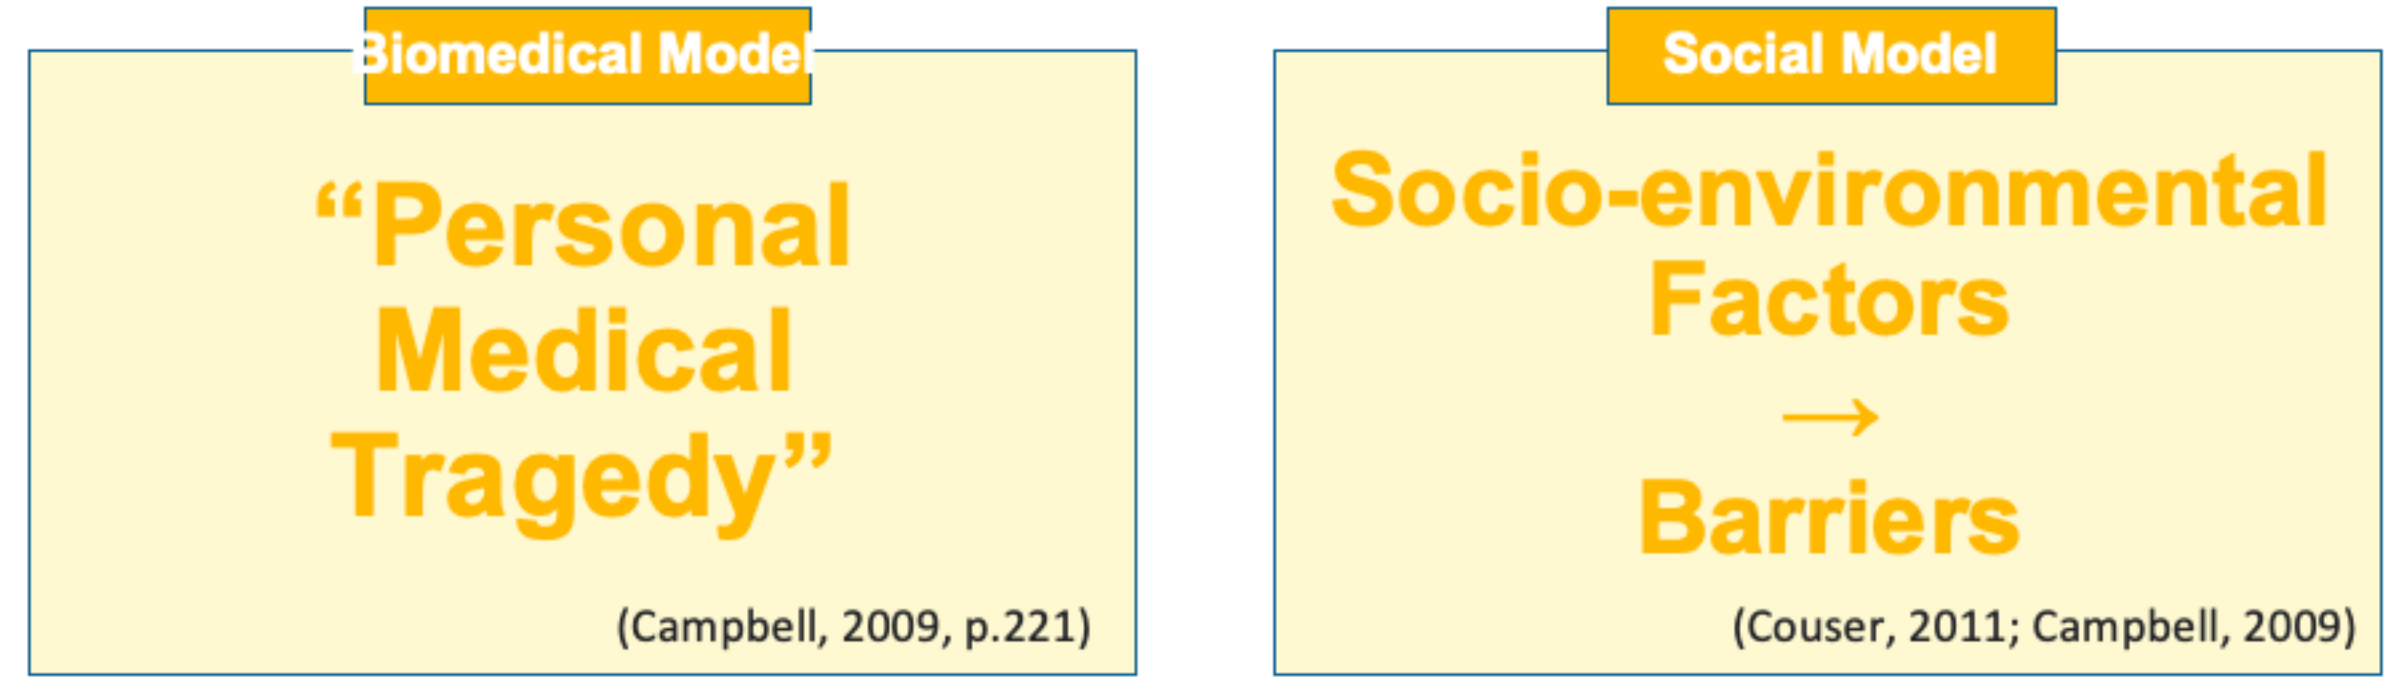 Biomedical Model
“Personal
Medical
Tragedy”
(Campbell, 2009, p.221)
Social Model
Socio-environmental
Factors
→
Barriers
(Couser, 2011; Campbell, 2009)